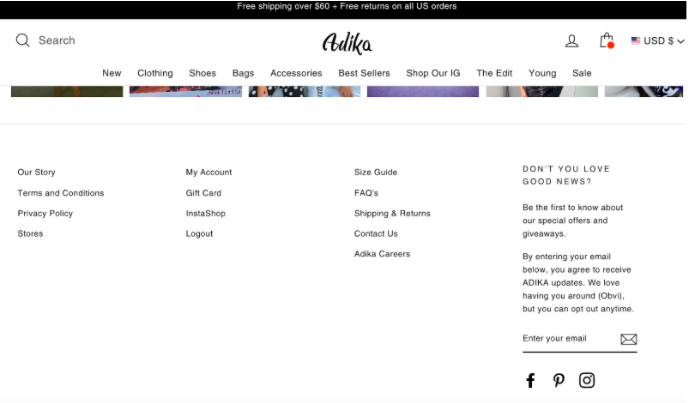 Free shipping over $60 + Free returns on all US orders
Search
Adika
USD $
New Clothing Shoes Bags Accessories Best Sellers Shop Our IG The Edit Young Sale
Our Story
Terms and Conditions
Privacy Policy
Stores
My Account
Gift Card
InstaShop
Logout
Size Guide
FAQ's
Shipping & Returns
Contact Us
Adika Careers
DON'T YOU LOVE
GOOD NEWS?
Be the first to know about
our special offers and
giveaways.
By entering your email
below, you agree to receive
ADIKA updates. We love
having you around (Obvi),
but you can opt out anytime.
Enter your email